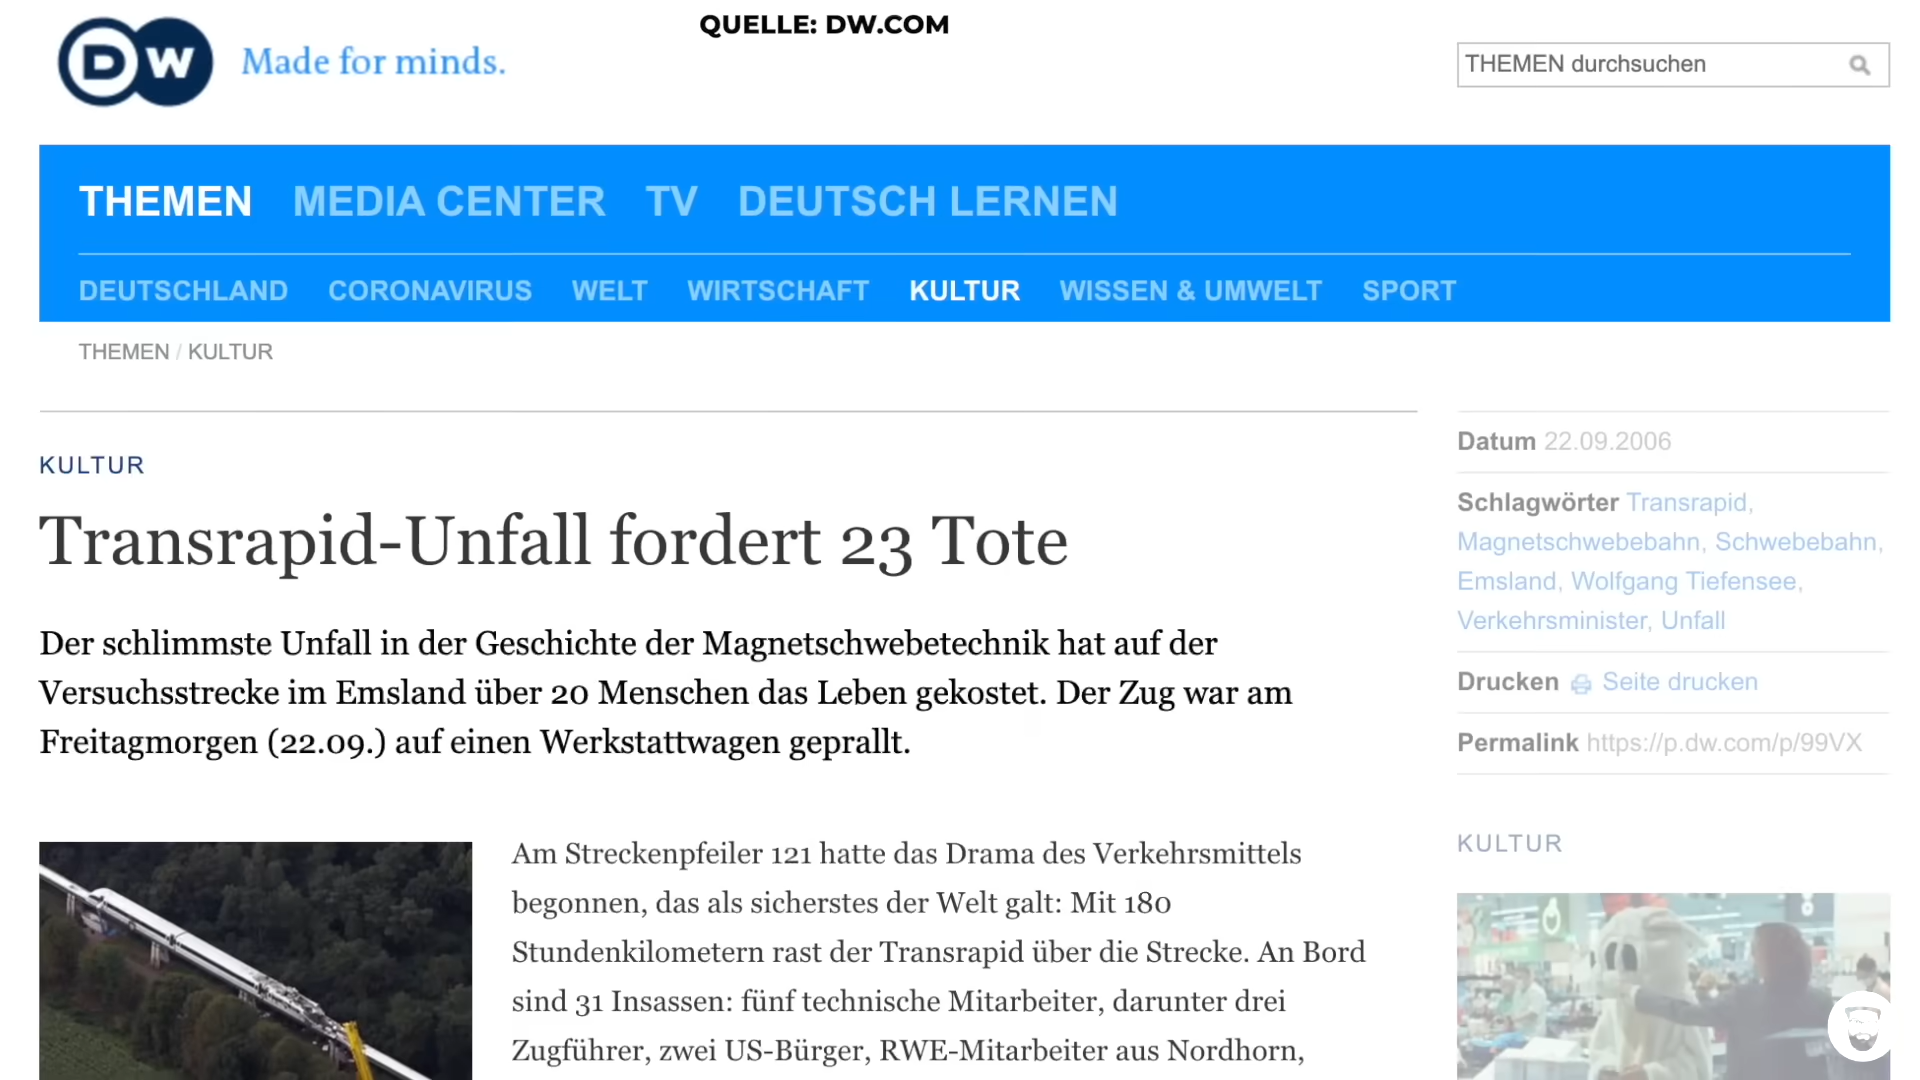 QUELLE: DW.COM
DW
Made for minds.
THEMEN durchsuchen
THEMEN MEDIA CENTER TV DEUTSCH LERNEN
DEUTSCHLAND CORONAVIRUS WELT WIRTSCHAFT KULTUR WISSEN & UMWELT SPORT
THEMEN / KULTUR
KULTUR
Transrapid-Unfall fordert 23 Tote
Der schlimmste Unfall in der Geschichte der Magnetschwebetechnik hat auf der
Versuchsstrecke im Emsland über 20 Menschen das Leben gekostet. Der Zug war am
Freitagmorgen (22.09.) auf einen Werkstattwagen geprallt.
Am Streckenpfeiler 121 hatte das Drama des Verkehrsmittels
begonnen, das als sicherstes der Welt galt: Mit 180
Stundenkilometern rast der Transrapid über die Strecke. An Bord
sind 31 Insassen: fünf technische Mitarbeiter, darunter drei
Zugführer, zwei US-Bürger, RWE-Mitarbeiter aus Nordhorn,
Datum 22.09.2006
Schlagwörter Transrapid,
Magnetschwebebahn, Schwebebahn,
Emsland, Wolfgang Tiefensee,
Verkehrsminister, Unfall
Drucken Seite drucken
Permalink https://p.dw.com/p/99VX
KULTUR